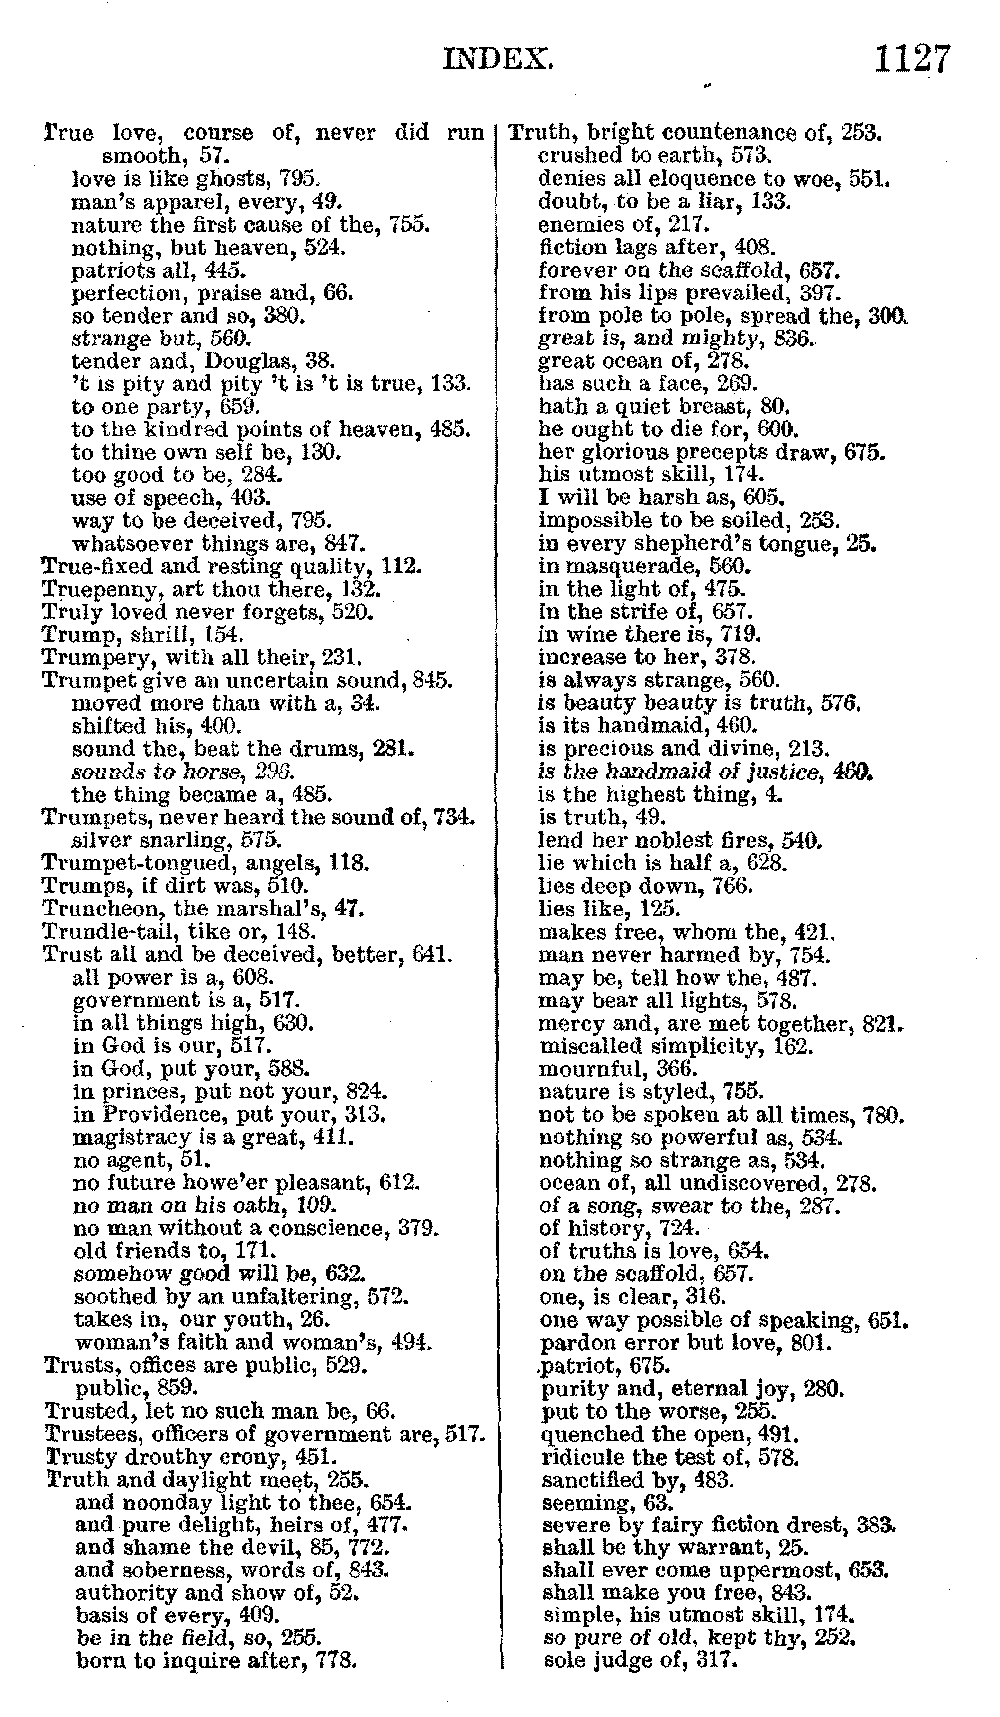 INDEX.
1127
True love, course of, never did run
smooth, 57.
love is like ghosts, 795.
man's apparel, every, 49.
nature the first cause of the, 755.
nothing, but heaven, 524.
patriots all, 445.
perfection, praise and, 66.
so tender and so, 380.
strange but, 560.
tender and, Douglas, 38.
't is pity and pity 't is 't is true, 133.
to one party, 659.
to the kindred points of heaven, 485.
to thine own self be, 130.
too good to be, 284.
use of speech, 403.
way to be deceived, 795.
whatsoever things are, 847.
True-fixed and resting quality, 112.
Truepenny, art thou there, 132.
Truly loved never forgets, 520.
Trump, shrill, 154.
Trumpery, with all their, 231.
Trumpet give an uncertain sound, 845.
moved more than with a, 34.
shifted his, 400.
sound the, beat the drums, 281.
sounds to horse, 296.
the thing became a, 485.
Trumpets, never heard the sound of, 734.
silver snarling, 575.
Trumpet-tongued, angels, 118.
Trumps, if dirt was, 510.
Truncheon, the marshal's, 47.
Trundle-tail, tike or, 148.
Trust all and be deceived, better, 641.
all power is a, 608.
government is a, 517.
in all things high, 630.
in God is our, 517.
in God, put your, 588.
in princes, put not your, 824.
in Providence, put your, 313.
magistracy is a great, 411.
no agent, 51.
no future howe'er pleasant, 612.
no man on his oath, 109.
no man without a conscience, 379.
old friends to, 171.
somehow good will be, 632.
soothed by an unfaltering, 572.
takes in, our youth, 26.
woman's faith and woman's, 494.
Trusts, offices are public, 529.
public, 859.
Trusted, let no such man be, 66.
Trustees, officers of government are, 517.
Trusty drouthy crony, 451.
Truth and daylight meet, 255.
and noonday light to thee, 654.
and pure delight, heirs of, 477.
and shame the devil, 85, 772.
and soberness, words of, 843.
authority and show of, 52.
basis of every, 409.
be in the field, so, 255.
born to inquire after, 778.
Truth, bright countenance of, 253.
crushed to earth, 573.
denies all eloquence to woe, 551.
doubt, to be a liar, 133.
enemies of, 217.
fiction lags after, 408.
forever on the scaffold, 657.
from his lips prevailed, 397.
from pole to pole, spread the, 300.
great is, and mighty, 836.
great ocean of, 278.
has such a face, 269.
hath a quiet breast, 80.
he ought to die for, 600.
her glorious precepts draw, 675.
his utmost skill, 174.
I will be harsh as, 605.
impossible to be soiled, 253.
in every shepherd's tongue, 25.
in masquerade, 560.
in the light of, 475.
in the strife of, 657.
in wine there is, 719.
increase to her, 378.
is always strange, 560.
is beauty beauty is truth, 576.
is its handmaid, 460.
is precious and divine, 213.
is the handmaid of justice, 460.
is the highest thing, 4.
is truth, 49.
lend her noblest fires, 540.
lie which is half a, 628.
lies deep down, 766.
lies like, 125.
makes free, whom the, 421.
man never harmed by, 754.
may be, tell how the, 487.
may bear all lights, 578.
mercy and, are met together, 821.
miscalled simplicity, 162.
mournful, 366.
nature is styled, 755.
not to be spoken at all times, 780.
nothing so powerful as, 534.
nothing so strange as, 534.
ocean of, all undiscovered, 278.
of a song, swear to the, 287.
of history, 724.
of truths is love, 654.
on the scaffold, 657.
one, is clear, 316.
one way possible of speaking, 651.
pardon error but love, 801.
patriot, 675.
purity and, eternal joy, 280.
put to the worse, 255.
quenched the open, 491.
ridicule the test of, 578.
sanctified by, 483.
seeming, 63.
severe by fairy fiction drest, 383.
shall be thy warrant, 25.
shall ever come uppermost, 653.
shall make you free, 843.
simple, his utmost skill, 174.
so pure of old, kept thy, 252.
sole judge of, 317.